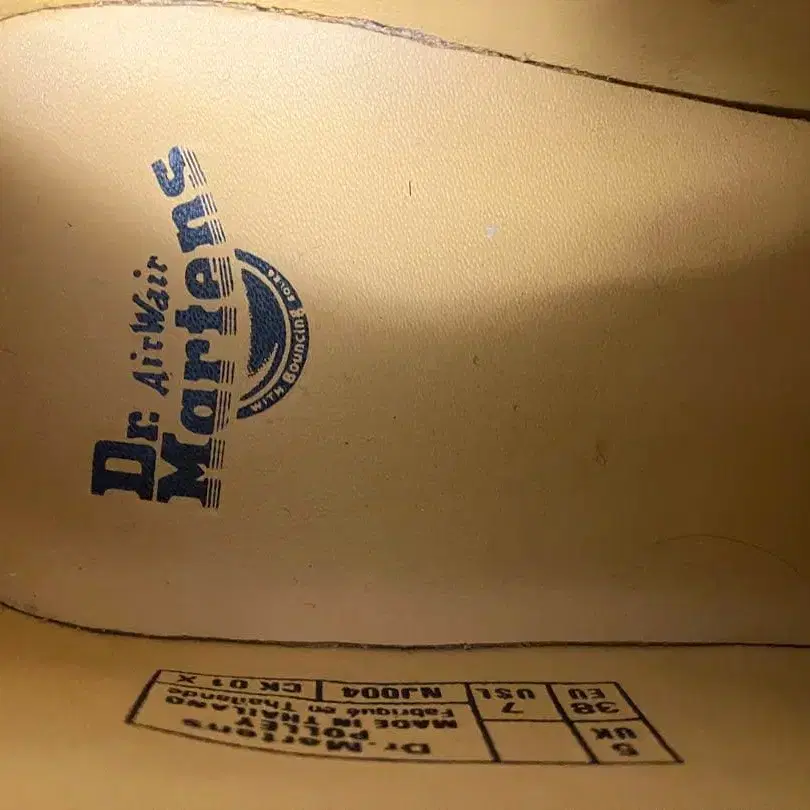 Dr. AirWair
Martens
WITH Bouncing SOLES
5
UK
38
EU
7
USL
Dr. Martens
POLLEY
MADE IN THAILAND
Fabriqué en Thaïlande
NJ004 CK 01 X